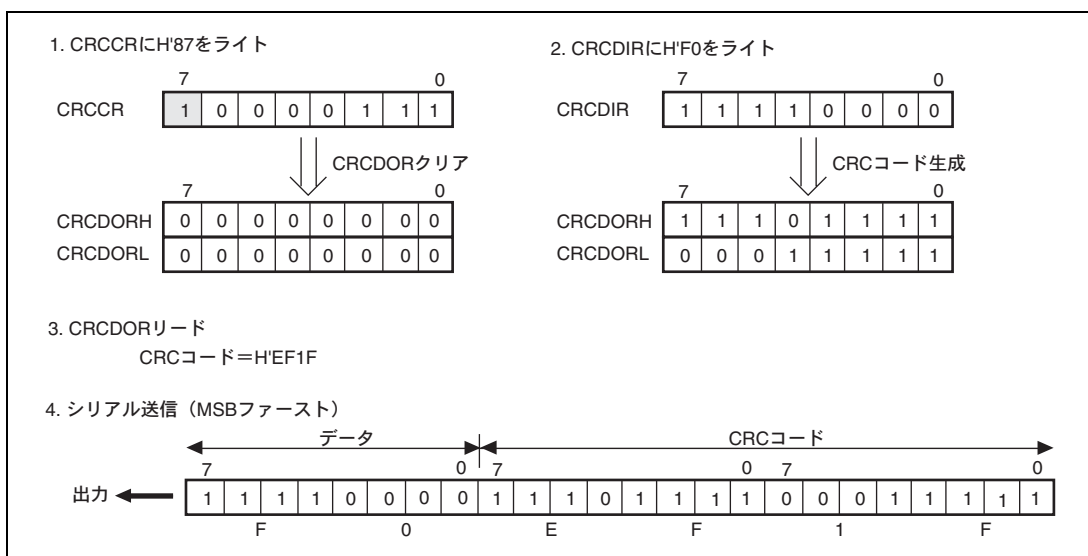 1. CRCCRにH'87をライト
7 0
CRCCR 1 0 0 0 0 1 1 1
CRCDORクリア
7 0
CRCDORH 0 0 0 0 0 0 0 0
CRCDORL 0 0 0 0 0 0 0 0
2. CRCDIRにH'F0をライト
7 0
CRCDIR 1 1 1 1 0 0 0 0
CRCコード生成
7 0
CRCDORH 1 1 1 0 1 1 1 1
CRCDORL 0 0 0 1 1 1 1 1
3. CRCDORリード
CRCコード＝H'EF1F
4. シリアル送信（MSBファースト）
データ CRCコード
7 0 7 0 7 0
出力 1 1 1 1 0 0 0 0 1 1 1 0 1 1 1 1 0 0 0 1 1 1 1 1
F 0 E F 1 F